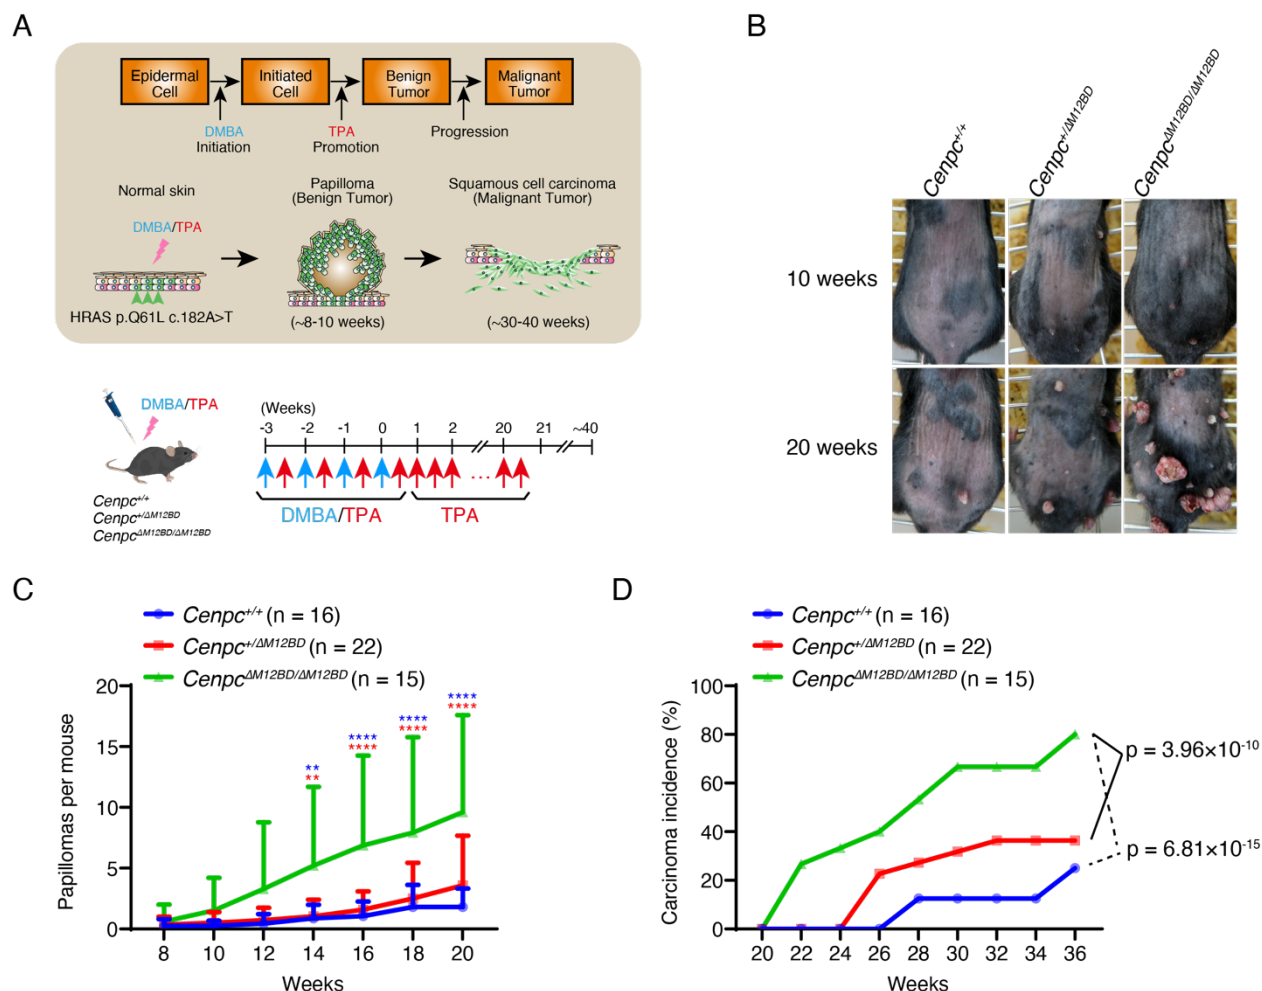 A
Epidermal
Cell
Initiated
Cell
Benign
Tumor
Malignant
Tumor
DMBA
Initiation
TPA
Promotion
Progression
Normal skin
Papilloma
(Benign Tumor)
Squamous cell carcinoma
(Malignant Tumor)
DMBA/TPA
HRAS p.Q61L c.182A>T
(~8-10 weeks)
(~30-40 weeks)
DMBA/TPA
Cenpc+/+
Cenpc+/ΔM12BD
CenpcΔM12BD/ΔM12BD
(Weeks)
-3 -2 -1 0 1 2 20 21 ~40
...
DMBA/TPA TPA
B
Cenpc+/+
Cenpc+/ΔM12BD
CenpcΔM12BD/ΔM12BD
10 weeks
20 weeks
C
Cenpc+/+ (n = 16)
Cenpc+/ΔM12BD (n = 22)
CenpcΔM12BD/ΔM12BD (n = 15)
Papillomas per mouse
20
15
10
5
0
**
**
****
****
****
****
****
****
8 10 12 14 16 18 20
Weeks
D
Cenpc+/+ (n = 16)
Cenpc+/ΔM12BD (n = 22)
CenpcΔM12BD/ΔM12BD (n = 15)
Carcinoma incidence (%)
100
80
60
40
20
0
p = 3.96×10-10
p = 6.81×10-15
20 22 24 26 28 30 32 34 36
Weeks